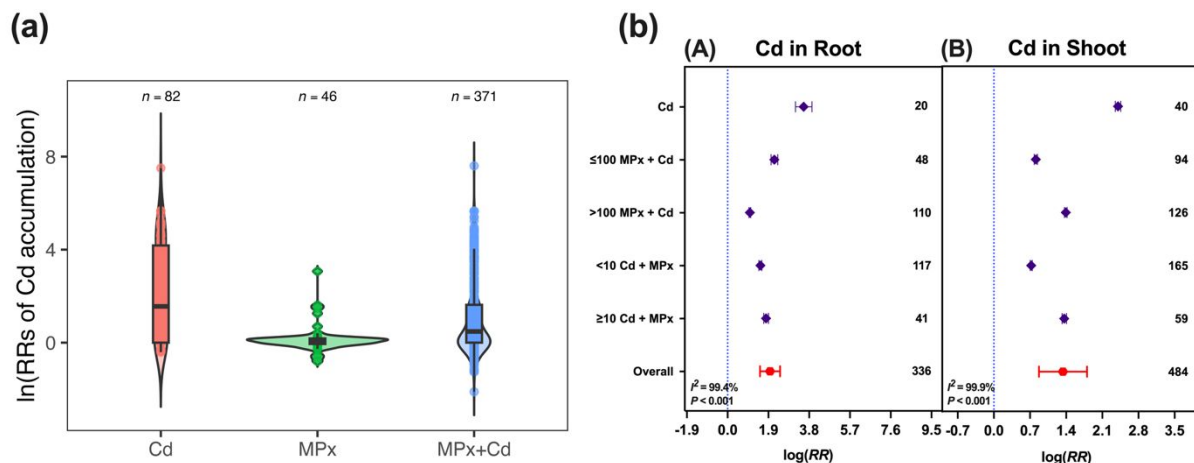 (a)
n = 82
n = 46
n = 371
ln(RRs of Cd accumulation)
8
4
0
Cd
MPx
MPx+Cd
(b)
(A) Cd in Root
Cd 20
≤100 MPx + Cd 48
>100 MPx + Cd 110
<10 Cd + MPx 117
≥10 Cd + MPx 41
Overall 336
I² = 99.4%
P < 0.001
-1.9 0.0 1.9 3.8 5.7 7.6 9.5
log(RR)
(B) Cd in Shoot
40
94
126
165
59
484
I² = 99.9%
P < 0.001
-0.7 0.0 0.7 1.4 2.1 2.8 3.5
log(RR)